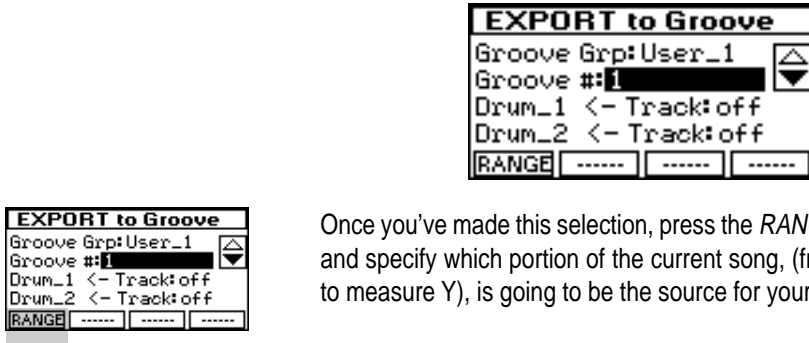 EXPORT to Groove
Groove Grp:User_1
Groove #:1
Drum_1 <- Track:off
Drum_2 <- Track:off
RANGE ------ ------ ------
EXPORT to Groove
Groove Grp:User_1
Groove #:1
Drum_1 <- Track:off
Drum_2 <- Track:off
RANGE ------ ------ ------
Once you've made this selection, press the RAN
and specify which portion of the current song, (fr
to measure Y), is going to be the source for your